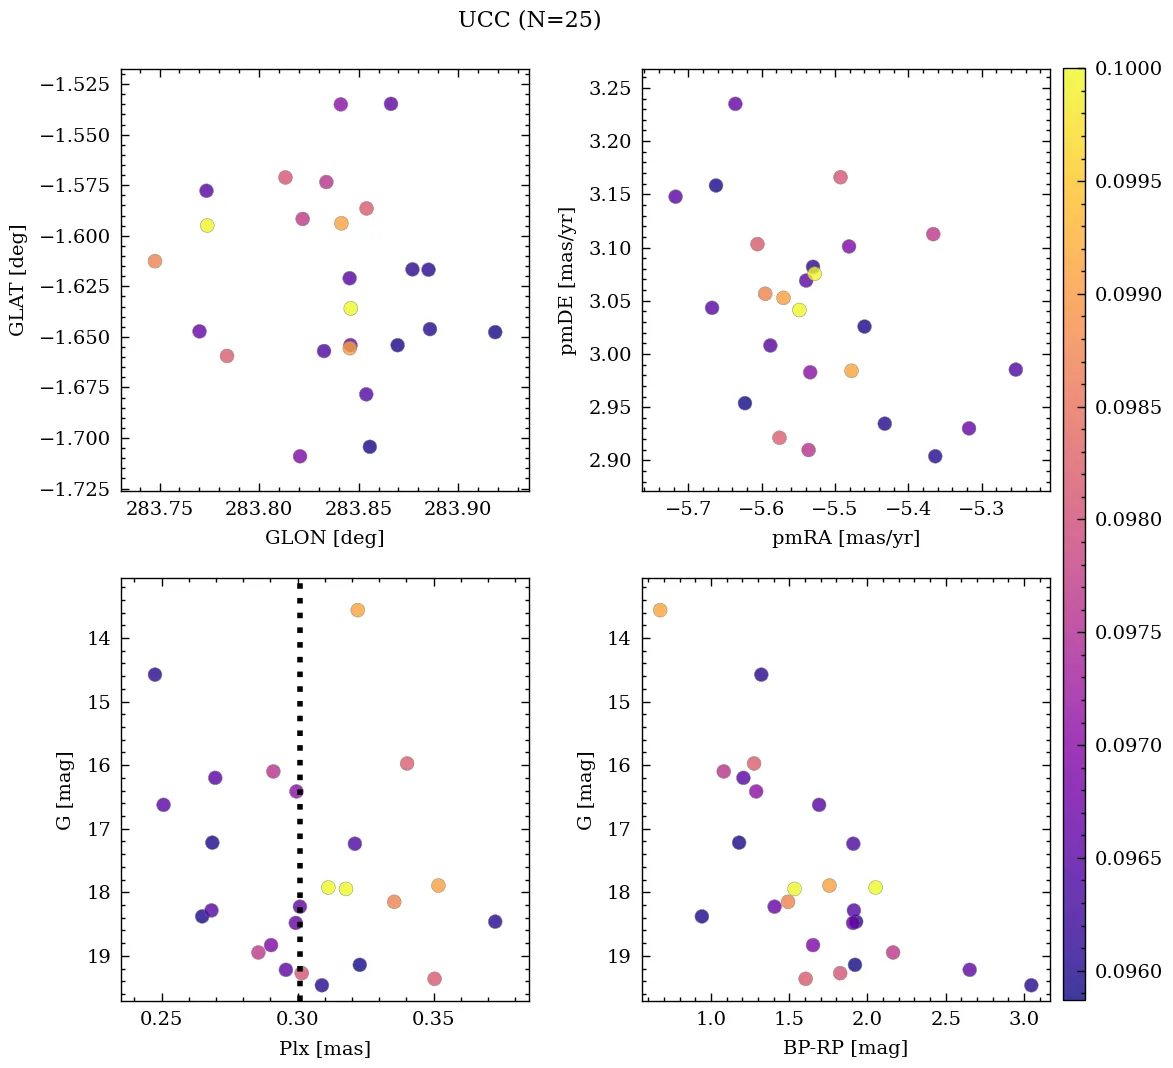 UCC (N=25)
−1.525
−1.550
−1.575
−1.600
−1.625
−1.650
−1.675
−1.700
−1.725
GLAT [deg]
283.75 283.80 283.85 283.90
GLON [deg]
3.25
3.20
3.15
3.10
3.05
3.00
2.95
2.90
pmDE [mas/yr]
−5.7 −5.6 −5.5 −5.4 −5.3
pmRA [mas/yr]
0.1000
0.0995
0.0990
0.0985
0.0980
0.0975
0.0970
0.0965
0.0960
14
15
16
17
18
19
G [mag]
0.25 0.30 0.35
Plx [mas]
14
15
16
17
18
19
G [mag]
1.0 1.5 2.0 2.5 3.0
BP-RP [mag]